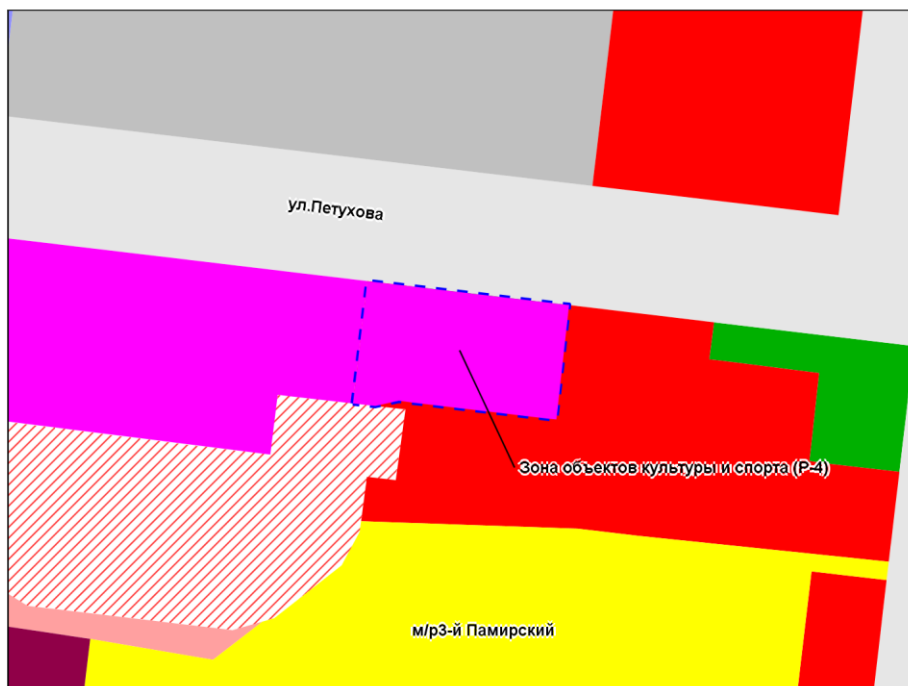 ул.Петухова
Зона объектов культуры и спорта (Р-4)
м/р3-й Памирский